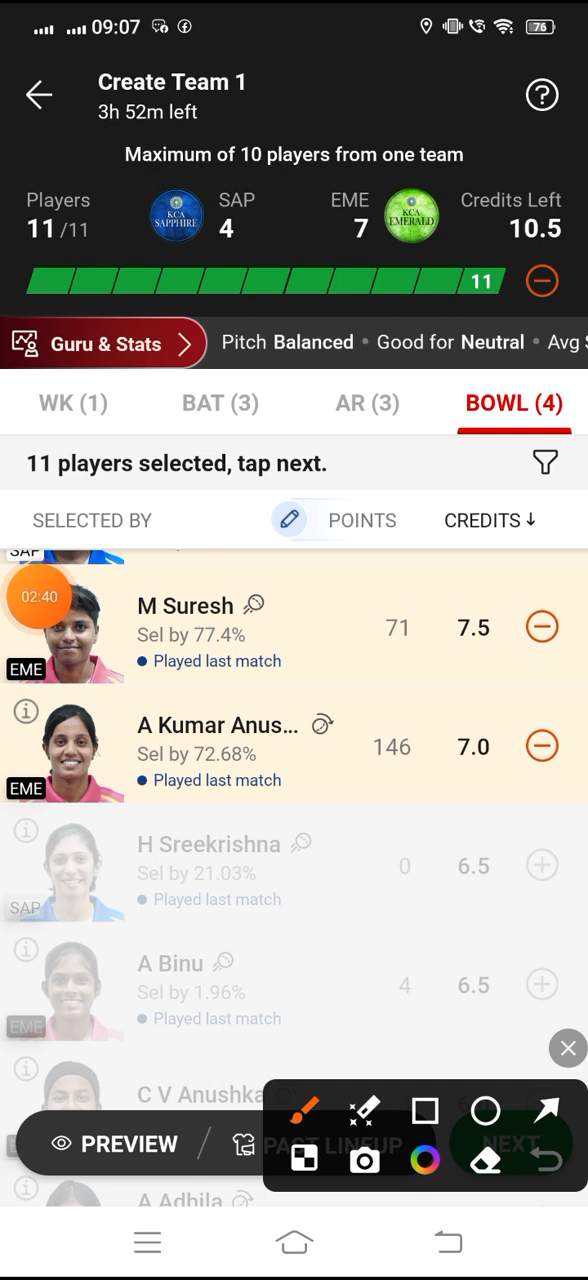 09:07
76
Create Team 1
3h 52m left
Maximum of 10 players from one team
Players
11/11
KCA SAPPHIRE
SAP
4
EME
7
KCA EMERALD
Credits Left
10.5
11
Guru & Stats
Pitch Balanced • Good for Neutral • Avg
WK (1) BAT (3) AR (3) BOWL (4)
11 players selected, tap next.
SELECTED BY POINTS CREDITS↓
SAP
02:40
M Suresh
Sel by 77.4%
Played last match
71 7.5
EME
A Kumar Anus...
Sel by 72.68%
Played last match
146 7.0
EME
H Sreekrishna
Sel by 21.03%
Played last match
0 6.5
SAP
A Binu
Sel by 1.96%
Played last match
4 6.5
EME
C V Anushka
PREVIEW / PAST LINEUP NEXT
A Adhila